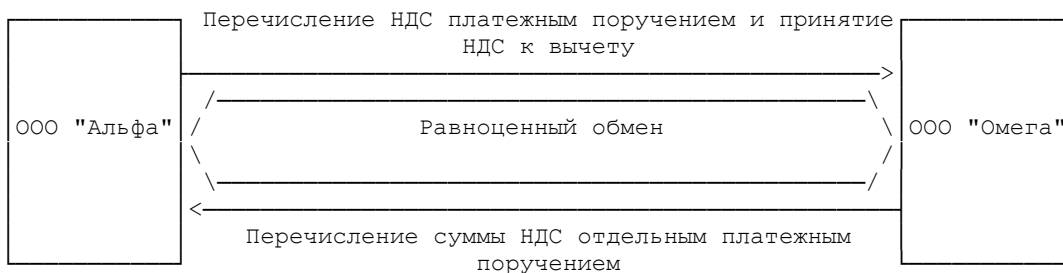 Перечисление НДС платежным поручением и принятие
НДС к вычету
ООО "Альфа"
Равноценный обмен
ООО "Омега"
Перечисление суммы НДС отдельным платежным
поручением